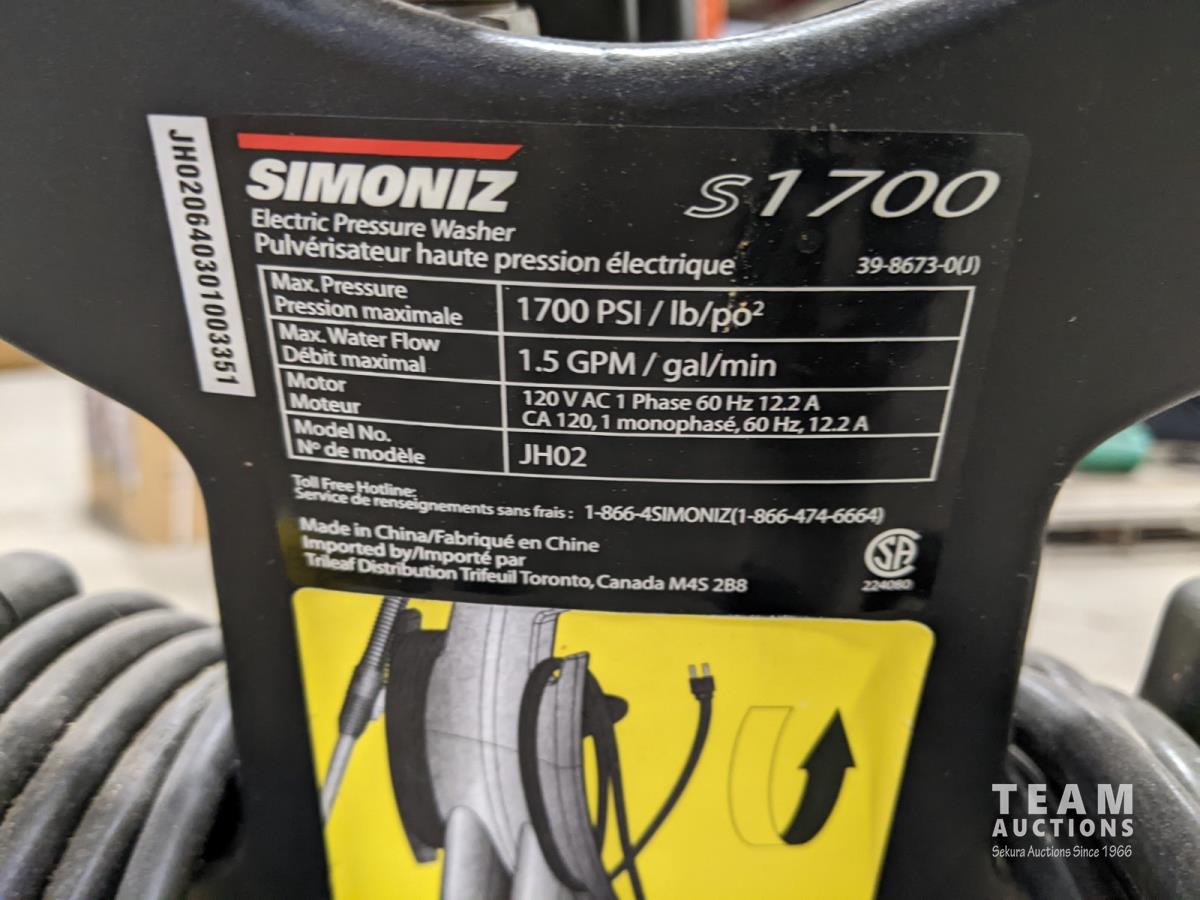 JH020640301003351
SIMONIZ
S1700
Electric Pressure Washer
Pulvérisateur haute pression électrique
39-8673-0(J)
Max. Pressure
Pression maximale
1700 PSI / lb/po²
Max. Water Flow
Débit maximal
1.5 GPM / gal/min
Motor
Moteur
120 V AC 1 Phase 60 Hz 12.2 A
CA 120, 1 monophasé, 60 Hz, 12.2 A
Model No.
Nº de modèle
JH02
Toll Free Hotline:
Service de renseignements sans frais : 1-866-4SIMONIZ(1-866-474-6664)
Made in China/Fabriqué en Chine
Imported by/Importé par
Trileaf Distribution Trifeuil Toronto, Canada M4S 2B8
SA
224080
TEAM
AUCTIONS
Sekura Auctions Since 1966